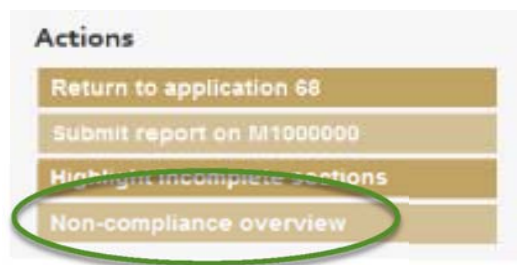 Actions
Return to application 68
Submit report on M1000000
Highlight incomplete sections
Non-compliance overview